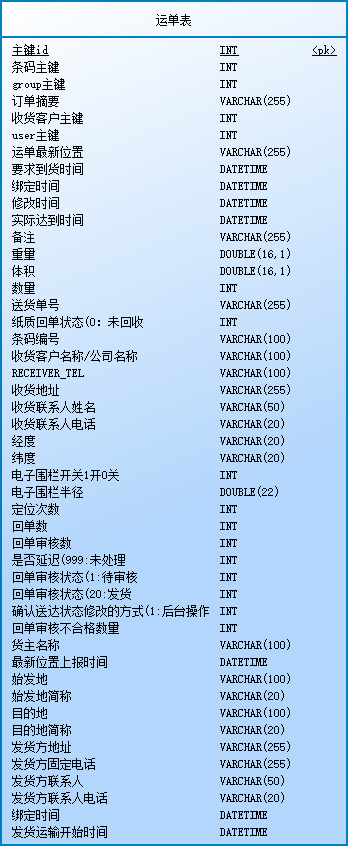 运单表
主键id INT <pk>
条码主键 INT
group主键 INT
订单摘要 VARCHAR(255)
收货客户主键 INT
user主键 INT
运单最新位置 VARCHAR(255)
要求到货时间 DATETIME
绑定时间 DATETIME
修改时间 DATETIME
实际达到时间 DATETIME
备注 VARCHAR(255)
重量 DOUBLE(16,1)
体积 DOUBLE(16,1)
数量 INT
送货单号 VARCHAR(255)
纸质回单状态(0: 未回收 INT
条码编号 VARCHAR(100)
收货客户名称/公司名称 VARCHAR(100)
RECEIVER_TEL VARCHAR(100)
收货地址 VARCHAR(255)
收货联系人姓名 VARCHAR(50)
收货联系人电话 VARCHAR(20)
经度 VARCHAR(20)
纬度 VARCHAR(20)
电子围栏开关1开0关 INT
电子围栏半径 DOUBLE(22)
定位次数 INT
回单数 INT
回单审核数 INT
是否延迟(999:未处理 INT
回单审核状态(1:待审核 INT
回单审核状态(20:发货 INT
确认送达状态修改的方式(1:后台操作 INT
回单审核不合格数量 INT
货主名称 VARCHAR(100)
最新位置上报时间 DATETIME
始发地 VARCHAR(100)
始发地简称 VARCHAR(20)
目的地 VARCHAR(100)
目的地简称 VARCHAR(20)
发货方地址 VARCHAR(255)
发货方固定电话 VARCHAR(255)
发货方联系人 VARCHAR(50)
发货方联系人电话 VARCHAR(20)
绑定时间 DATETIME
发货运输开始时间 DATETIME